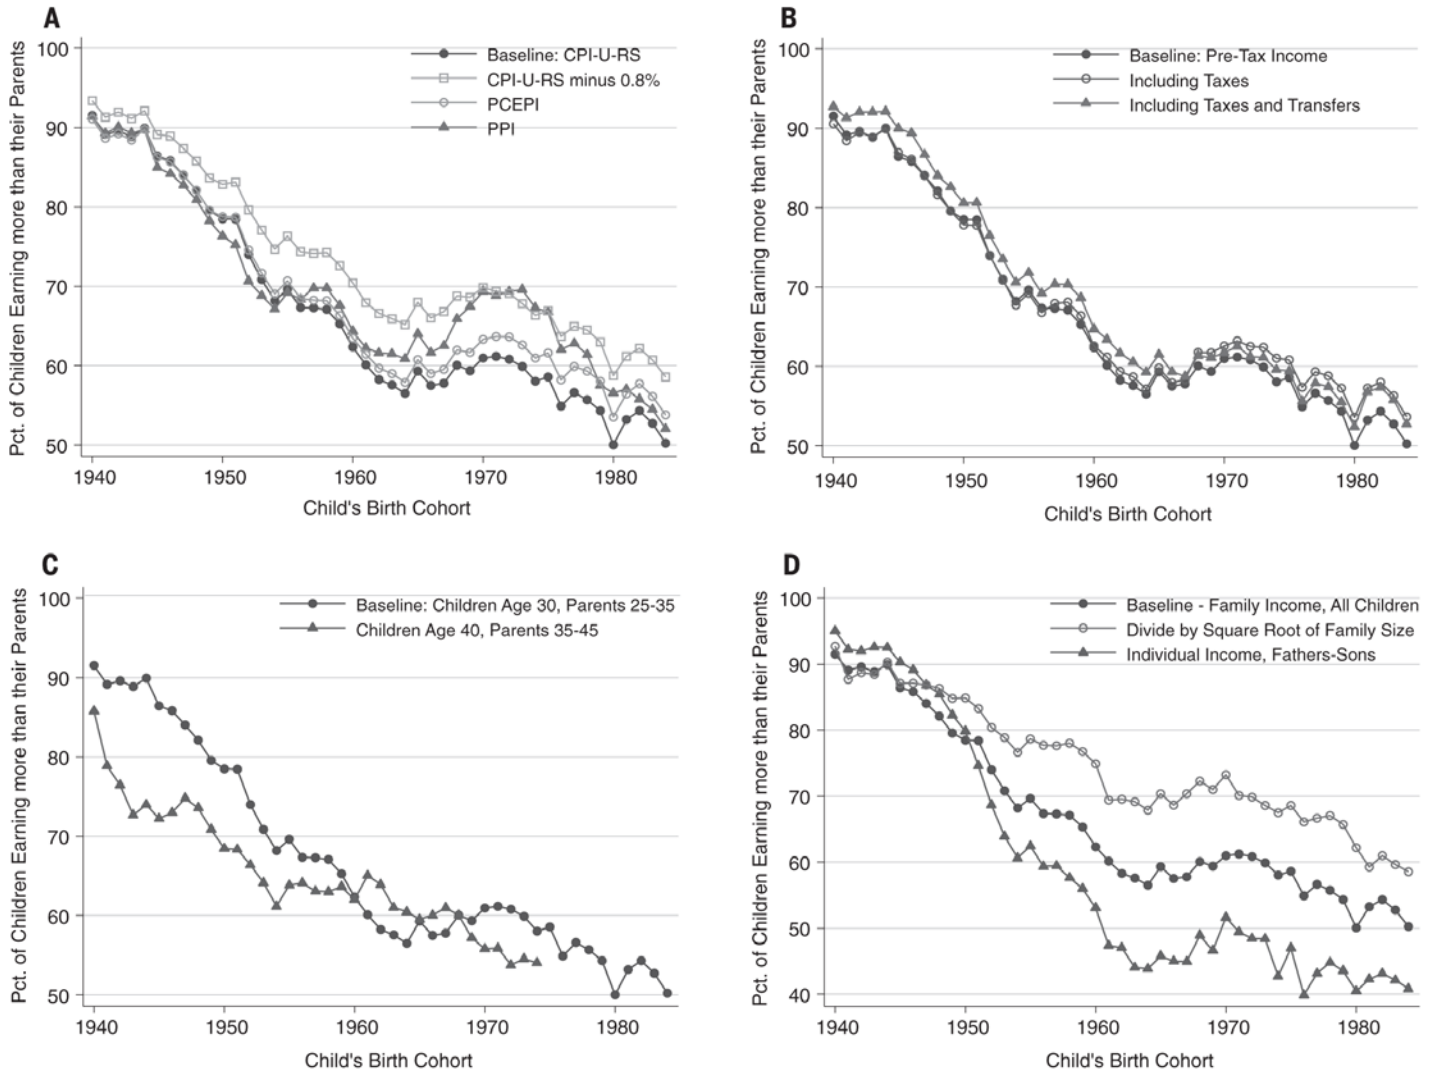 A
Pct. of Children Earning more than their Parents
100
90
80
70
60
50
Baseline: CPI-U-RS
CPI-U-RS minus 0.8%
PCEPI
PPI
1940 1950 1960 1970 1980
Child's Birth Cohort
B
Pct. of Children Earning more than their Parents
100
90
80
70
60
50
Baseline: Pre-Tax Income
Including Taxes
Including Taxes and Transfers
1940 1950 1960 1970 1980
Child's Birth Cohort
C
Pct. of Children Earning more than their Parents
100
90
80
70
60
50
Baseline: Children Age 30, Parents 25-35
Children Age 40, Parents 35-45
1940 1950 1960 1970 1980
Child's Birth Cohort
D
Pct. of Children Earning more than their Parents
100
90
80
70
60
50
40
Baseline - Family Income, All Children
Divide by Square Root of Family Size
Individual Income, Fathers-Sons
1940 1950 1960 1970 1980
Child's Birth Cohort